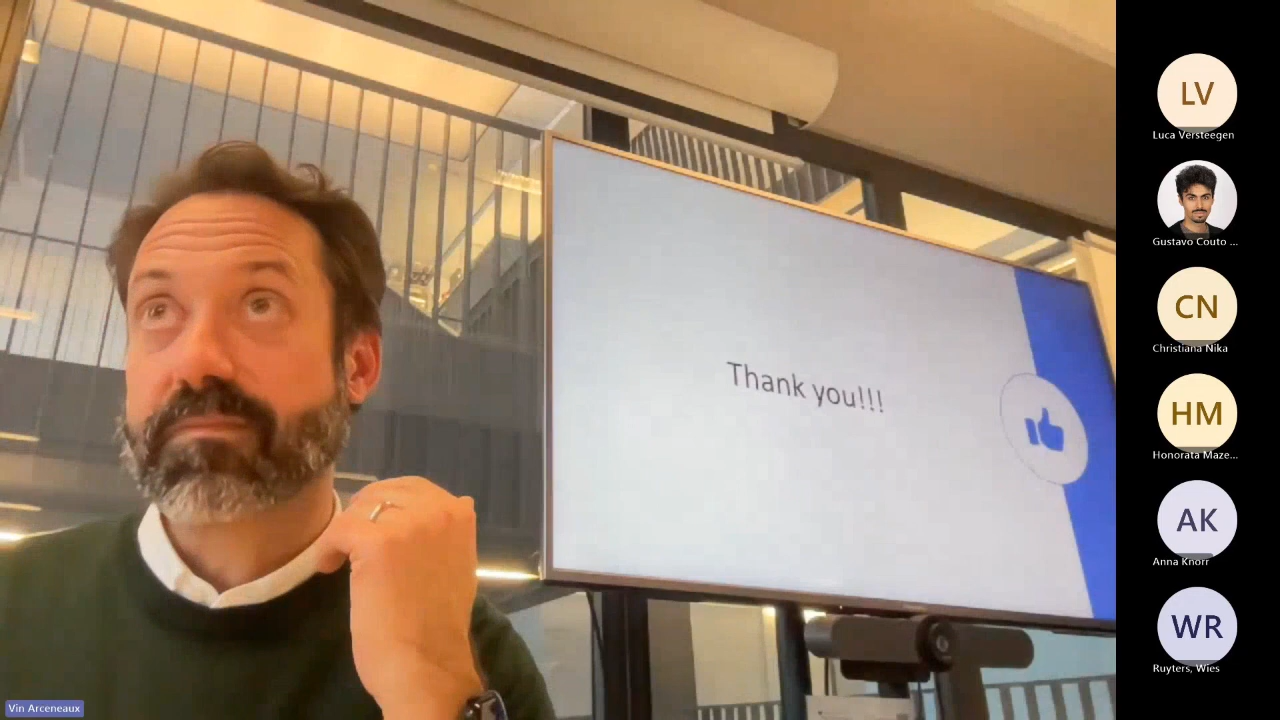 Thank you!!!
LV
Luca Versteegen
Gustavo Couto ...
CN
Christiana Nika
HM
Honorata Maze...
AK
Anna Knorr
WR
Ruyters, Wies
Vin Arceneaux